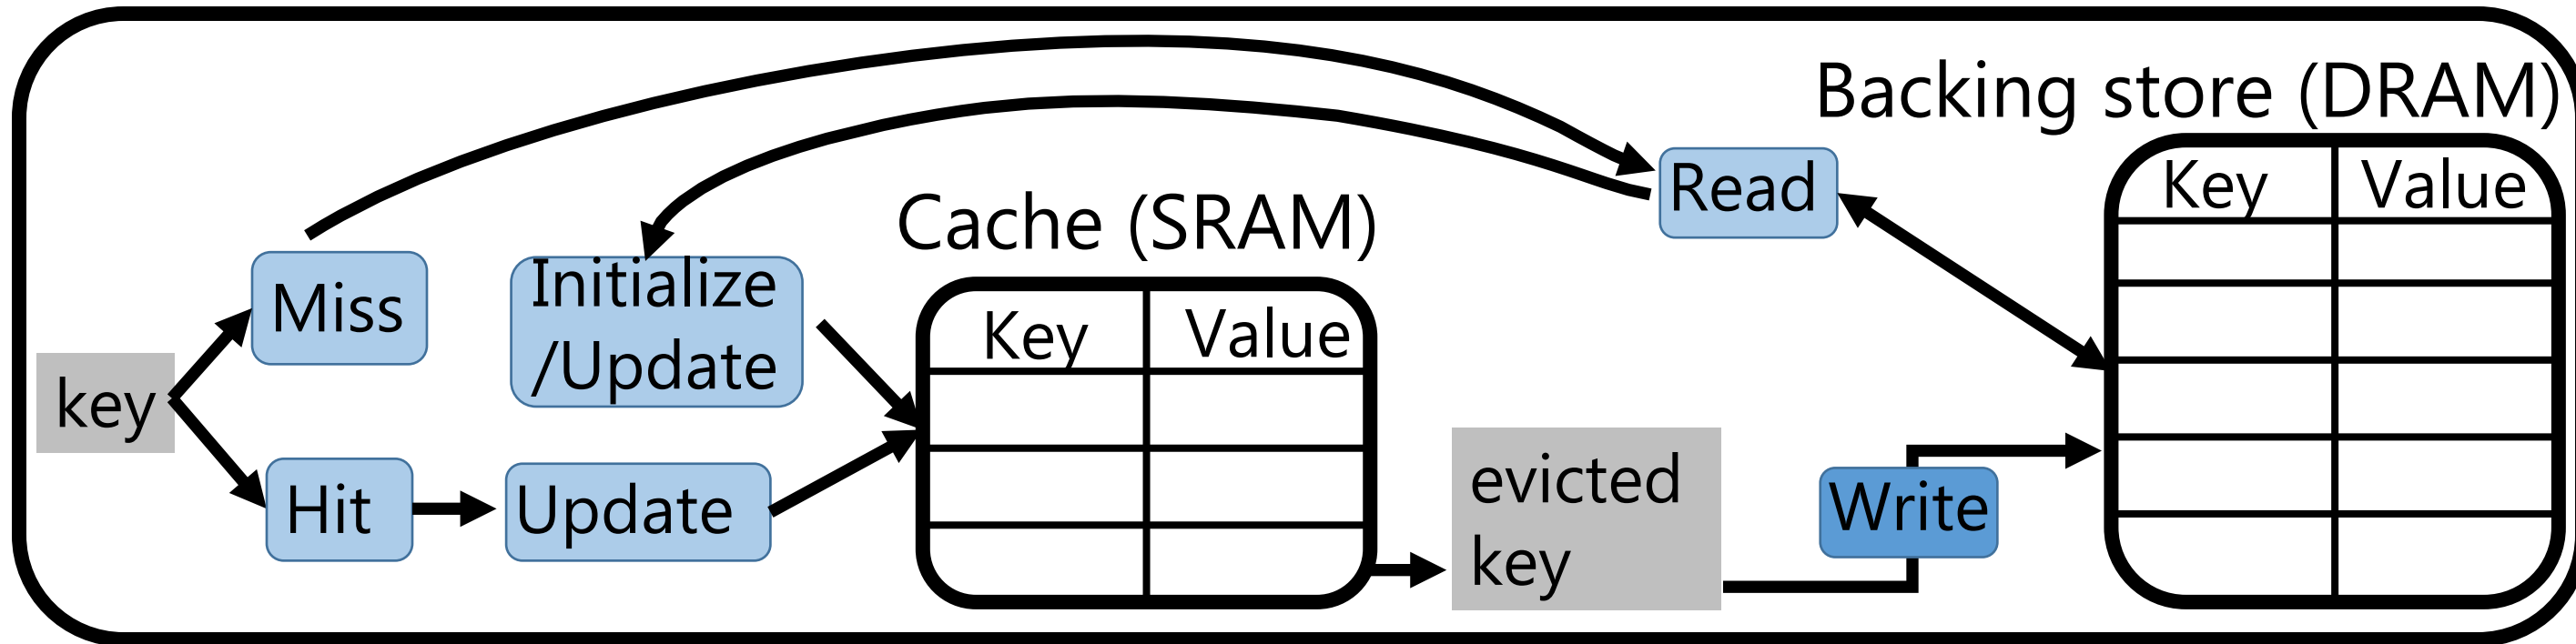 Backing store (DRAM)
Key Value
Read
Cache (SRAM)
Key Value
Initialize
/Update
Miss
key
Hit
Update
evicted
key
Write